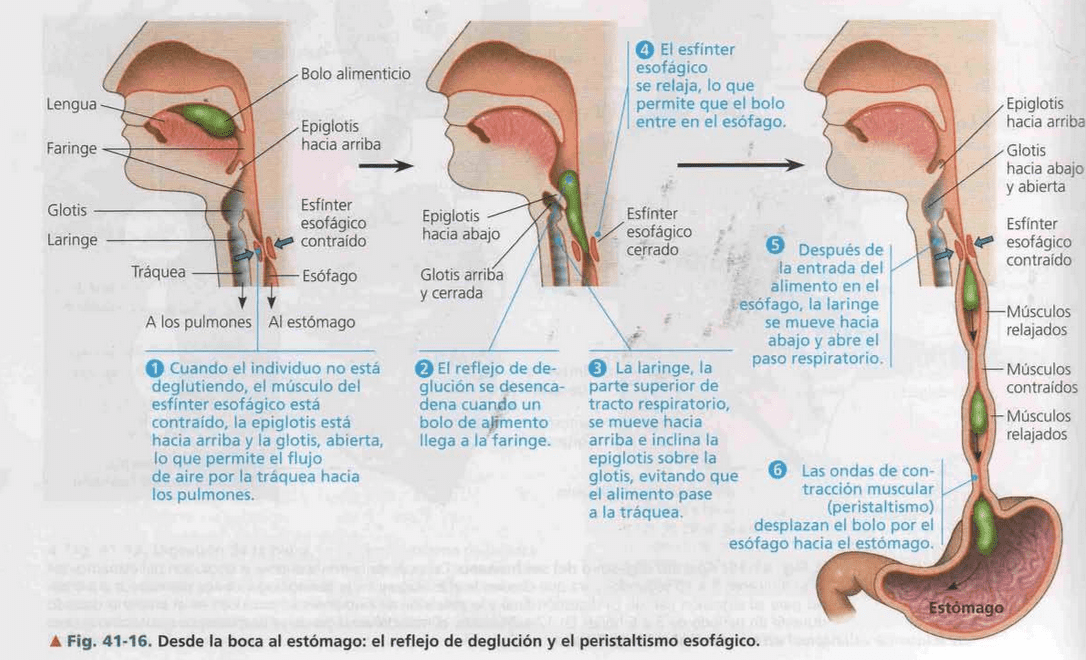 Lengua
Faringe
Glotis
Laringe
Tráquea
A los pulmones
Bolo alimenticio
Epiglotis
hacia arriba
Esfínter
esofágico
contraído
Esófago
Al estómago
1 Cuando el individuo no está
deglutiendo, el músculo del
esfínter esofágico está
contraído, la epiglotis está
hacia arriba y la glotis, abierta,
lo que permite el flujo
de aire por la tráquea hacia
los pulmones.
Epiglotis
hacia abajo
Glotis arriba
y cerrada
2 El reflejo de de-
glución se desenca-
dena cuando un
bolo de alimento
llega a la faringe.
3 La laringe, la
parte superior de
tracto respiratorio,
se mueve hacia
arriba e inclina la
epiglotis sobre la
glotis, evitando que
el alimento pase
a la tráquea.
4 El esfínter
esofágico
se relaja, lo que
permite que el bolo
entre en el esófago.
Esfínter
esofágico
cerrado
5 Después de
la entrada del
alimento en el
esófago, la laringe
se mueve hacia
abajo y abre el
paso respiratorio.
Epiglotis
hacia arriba
Glotis
hacia abajo
y abierta
Esfínter
esofágico
contraído
Músculos
relajados
Músculos
contraídos
Músculos
relajados
6 Las ondas de con-
tracción muscular
(peristaltismo)
desplazan el bolo por el
esófago hacia el estómago.
Estómago
▲ Fig. 41-16. Desde la boca al estómago: el reflejo de deglución y el peristaltismo esofágico.